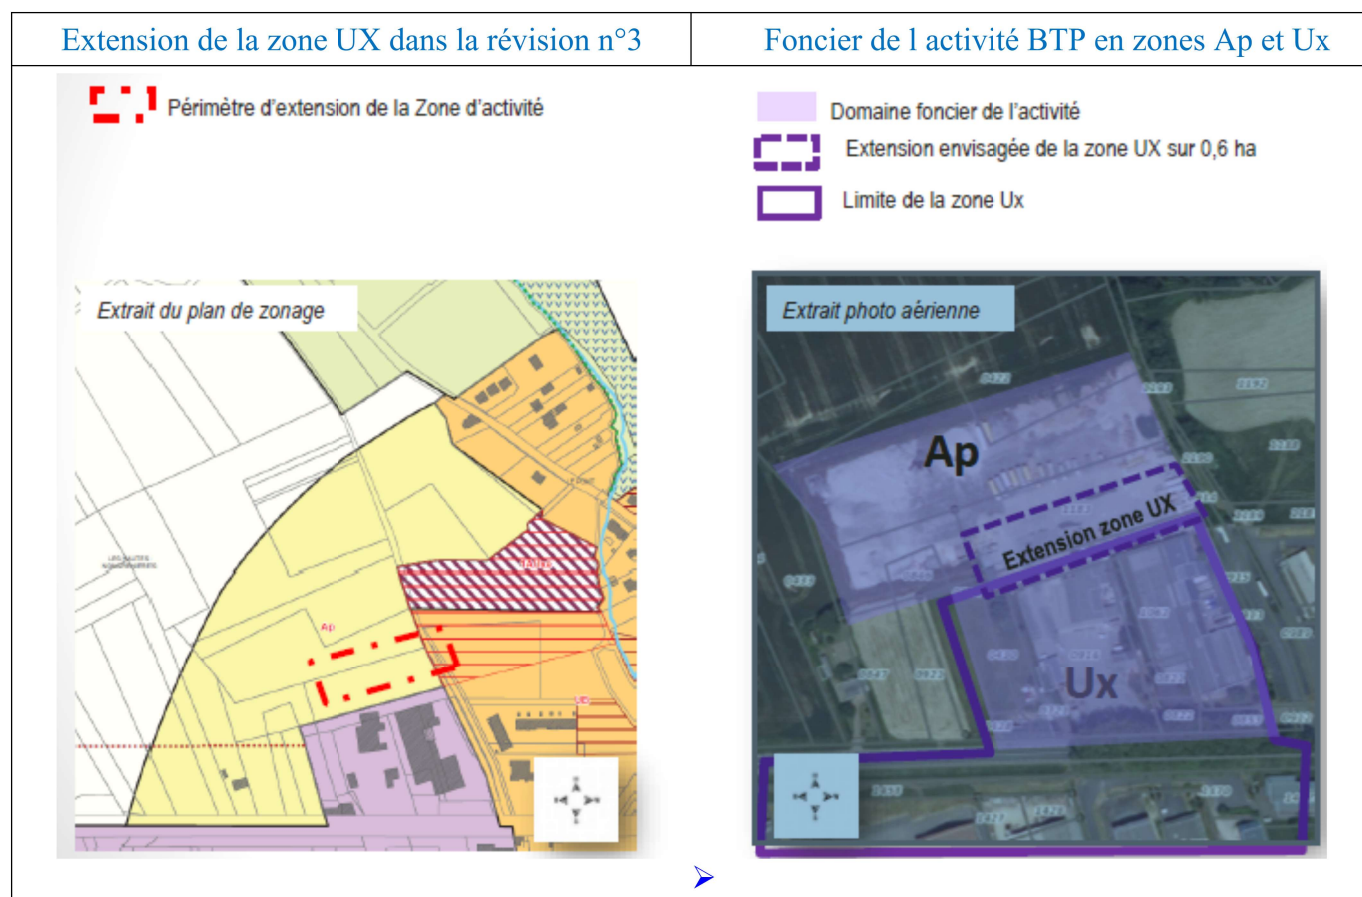 Extension de la zone UX dans la révision n°3
Foncier de l activité BTP en zones Ap et Ux
Périmètre d'extension de la Zone d'activité
Domaine foncier de l'activité
Extension envisagée de la zone UX sur 0,6 ha
Limite de la zone Ux
Extrait du plan de zonage
Ap
Extrait photo aérienne
0422
1192
Ap
Extension zone UX
Ux